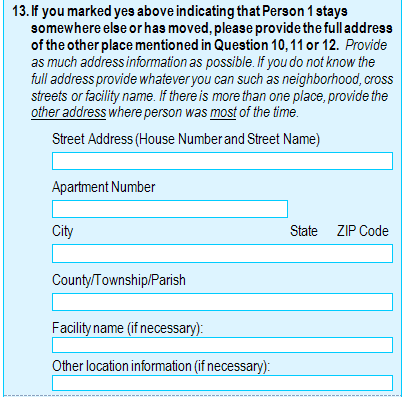 13. If you marked yes above indicating that Person 1 stays
somewhere else or has moved, please provide the full address
of the other place mentioned in Question 10, 11 or 12. Provide
as much address information as possible. If you do not know the
full address provide whatever you can such as neighborhood, cross
streets or facility name. If there is more than one place, provide the
other address where person was most of the time.
Street Address (House Number and Street Name)
Apartment Number
City State ZIP Code
County/Township/Parish
Facility name (if necessary):
Other location information (if necessary):